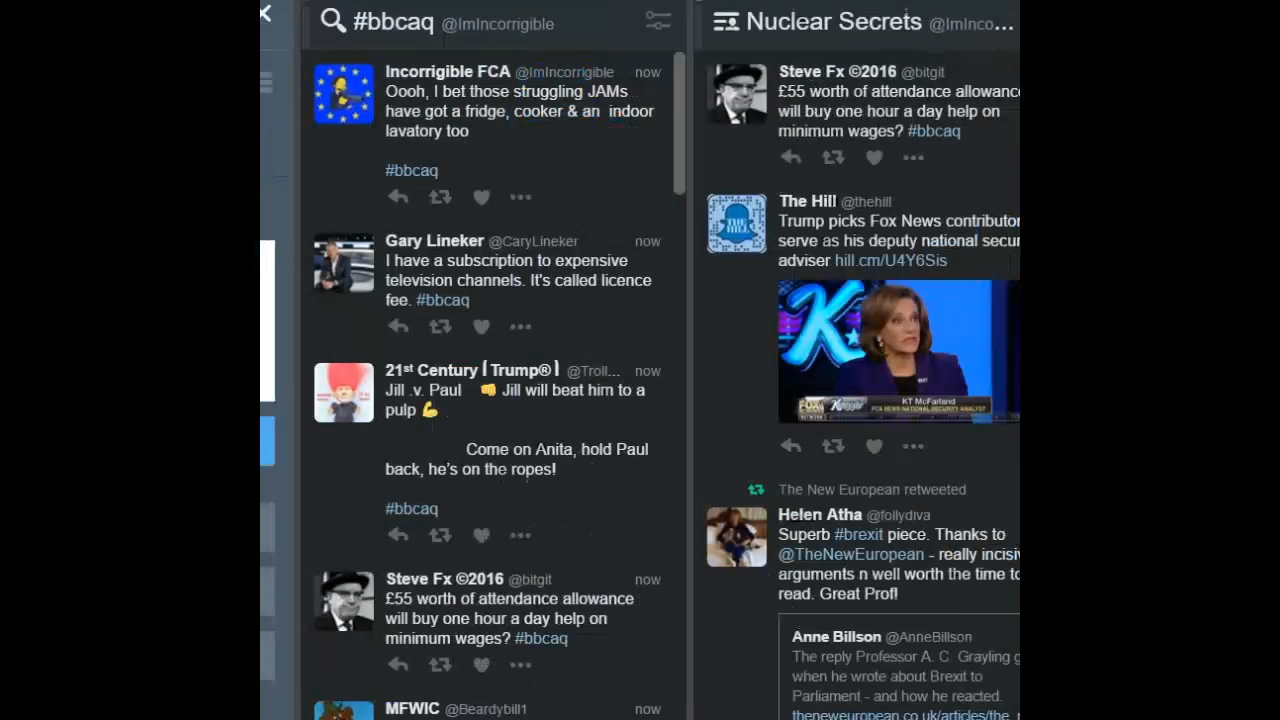 #bbcaq @ImIncorrigible
Incorrigible FCA @ImIncorrigible now
Oooh, I bet those struggling JAMs
have got a fridge, cooker & an indoor
lavatory too
#bbcaq
Gary Lineker @CaryLineker now
I have a subscription to expensive
television channels. It's called licence
fee. #bbcaq
21st Century ⌠Trump®⌡ @Troll... now
Jill .v. Paul 👊 Jill will beat him to a
pulp 💪
Come on Anita, hold Paul
back, he's on the ropes!
#bbcaq
Steve Fx ©2016 @bitgit now
£55 worth of attendance allowance
will buy one hour a day help on
minimum wages? #bbcaq
MFWIC @Beardybill1 now
Nuclear Secrets @ImInco...
Steve Fx ©2016 @bitgit
£55 worth of attendance allowanc
will buy one hour a day help on
minimum wages? #bbcaq
The Hill @thehill
Trump picks Fox News contributor
serve as his deputy national secur
adviser hill.cm/U4Y6Sis
THE HILL
KT McFARLAND
FOX NEWS NATIONAL SECURITY ANALYST
The New European retweeted
Helen Atha @follydiva
Superb #brexit piece. Thanks to
@TheNewEuropean - really incisi
arguments n well worth the time to
read. Great Prof!
Anne Billson @AnneBillson
The reply Professor A. C. Grayling g
when he wrote about Brexit to
Parliament - and how he reacted.
theneweuropean.co.uk/articles/the